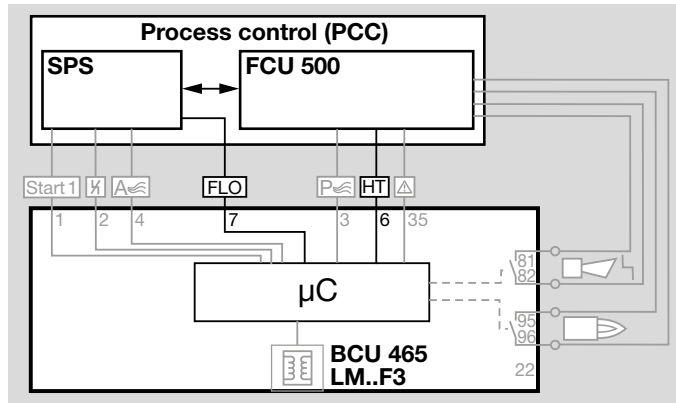 Process control (PCC)
SPS
FCU 500
Start 1
A
FLO
P
HT
1
2
4
7
3
6
35
81
82
µC
95
96
BCU 465
LM..F3
22